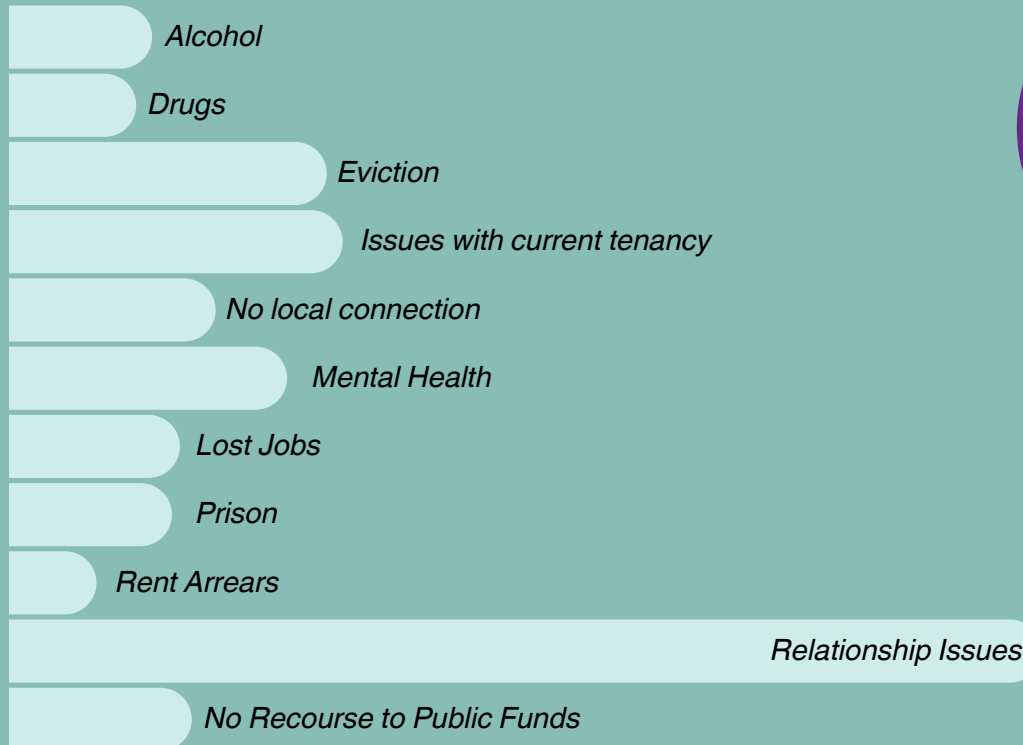 Alcohol
Drugs
Eviction
Issues with current tenancy
No local connection
Mental Health
Lost Jobs
Prison
Rent Arrears
Relationship Issues
No Recourse to Public Funds